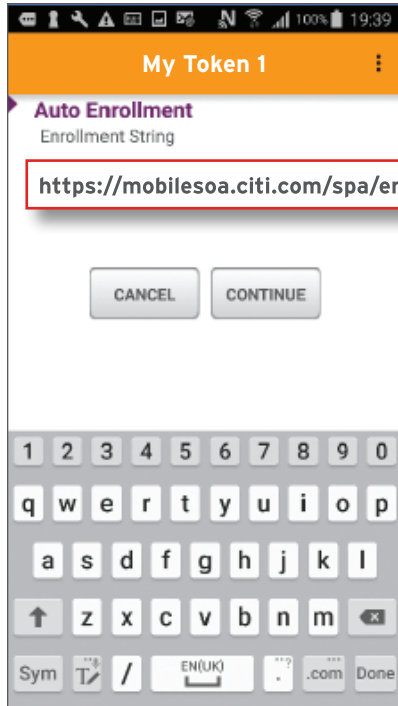 100% 19:39
My Token 1
Auto Enrollment
Enrollment String
https://mobilesoa.citi.com/spa/en
CANCEL CONTINUE
1 2 3 4 5 6 7 8 9 0
q w e r t y u i o p
a s d f g h j k l
z x c v b n m
Sym T / EN(UK) . ? .com Done